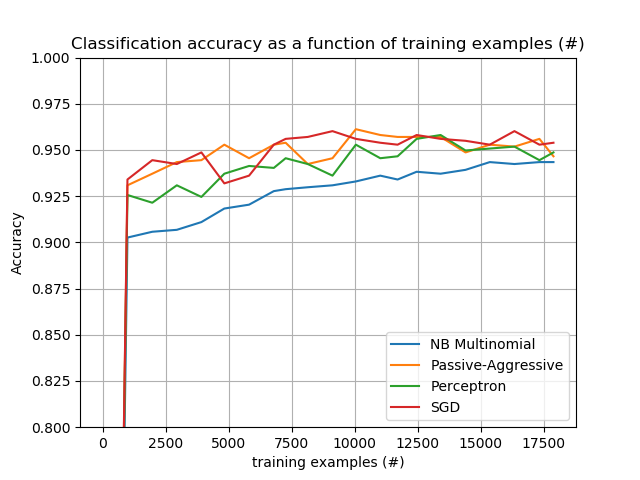 Classification accuracy as a function of training examples (#)
1.000
0.975
0.950
0.925
0.900
0.875
0.850
0.825
0.800
Accuracy
NB Multinomial
Passive-Aggressive
Perceptron
SGD
0 2500 5000 7500 10000 12500 15000 17500
training examples (#)